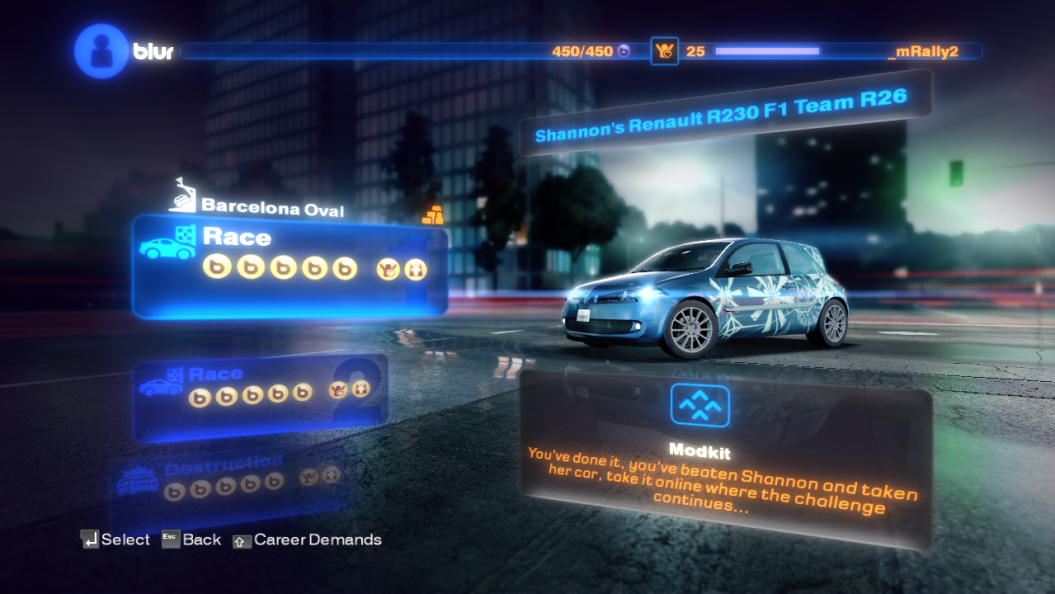 blur
450/450
25
_mRally2
Shannon's Renault R230 F1 Team R26
Barcelona Oval
Race
Race
2
Destruction
Modkit
You've done it, you've beaten Shannon and taken
her car, take it online where the challenge
continues...
Select
Esc
Back
Career Demands